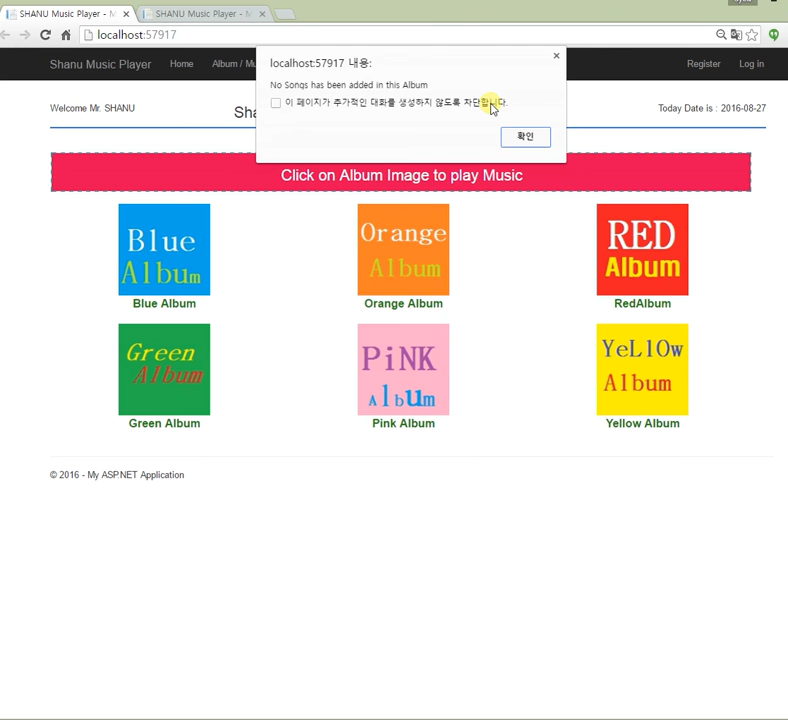 SHANU Music Player - M
SHANU Music Player -
localhost:57917
localhost:57917 내용:
No Songs has been added in this Album
이 페이지가 추가적인 대화를 생성하지 않도록 차단합니다.
확인
Shanu Music Player
Home
Album / Mu
Register
Log in
Welcome Mr. SHANU
Sha
Today Date is : 2016-08-27
Click on Album Image to play Music
Blue
Album
Blue Album
Orange
Album
Orange Album
RED
Album
RedAlbum
Green
Album
Green Album
PiNK
Album
Pink Album
YeLlOw
Album
Yellow Album
© 2016 - My ASP.NET Application